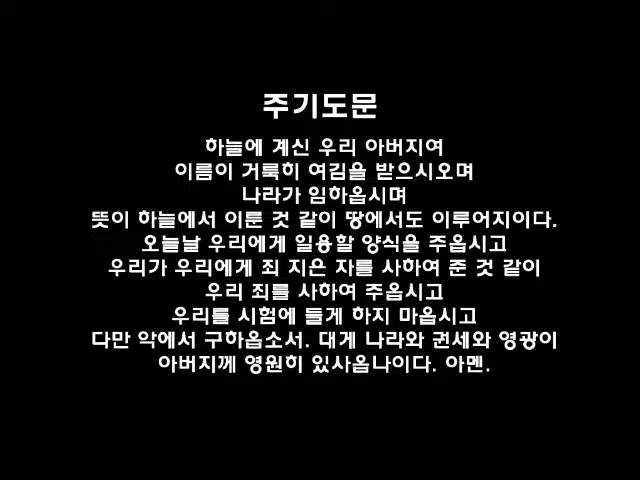 주기도문
하늘에 계신 우리 아버지여
이름이 거룩히 여김을 받으시오며
나라가 임하옵시며
뜻이 하늘에서 이룬 것 같이 땅에서도 이루어지이다.
오늘날 우리에게 일용할 양식을 주옵시고
우리가 우리에게 죄 지은 자를 사하여 준 것 같이
우리 죄를 사하여 주옵시고
우리를 시험에 들게 하지 마옵시고
다만 악에서 구하옵소서. 대게 나라와 권세와 영광이
아버지께 영원히 있사옵나이다. 아멘.